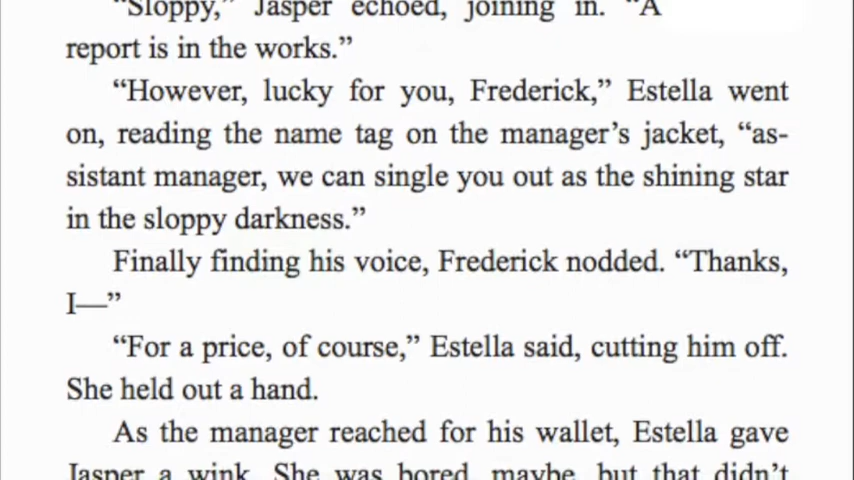 “Sloppy,” Jasper echoed, joining in. “A
report is in the works.”
“However, lucky for you, Frederick,” Estella went
on, reading the name tag on the manager’s jacket, “as-
sistant manager, we can single you out as the shining star
in the sloppy darkness.”
Finally finding his voice, Frederick nodded. “Thanks,
I—”
“For a price, of course,” Estella said, cutting him off.
She held out a hand.
As the manager reached for his wallet, Estella gave
Jasper a wink. She was bored, maybe, but that didn’t